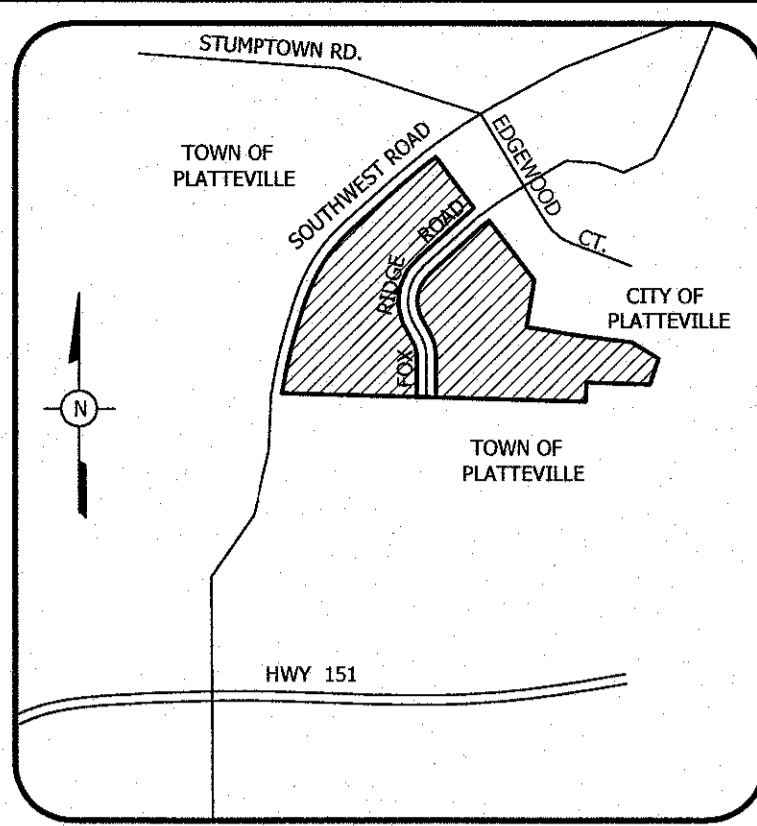 STUMPTOWN RD.
TOWN OF
PLATTEVILLE
SOUTHWEST ROAD
EDGEWOOD
CT.
FOX
RIDGE
ROAD
CITY OF
PLATTEVILLE
N
TOWN OF
PLATTEVILLE
HWY 151